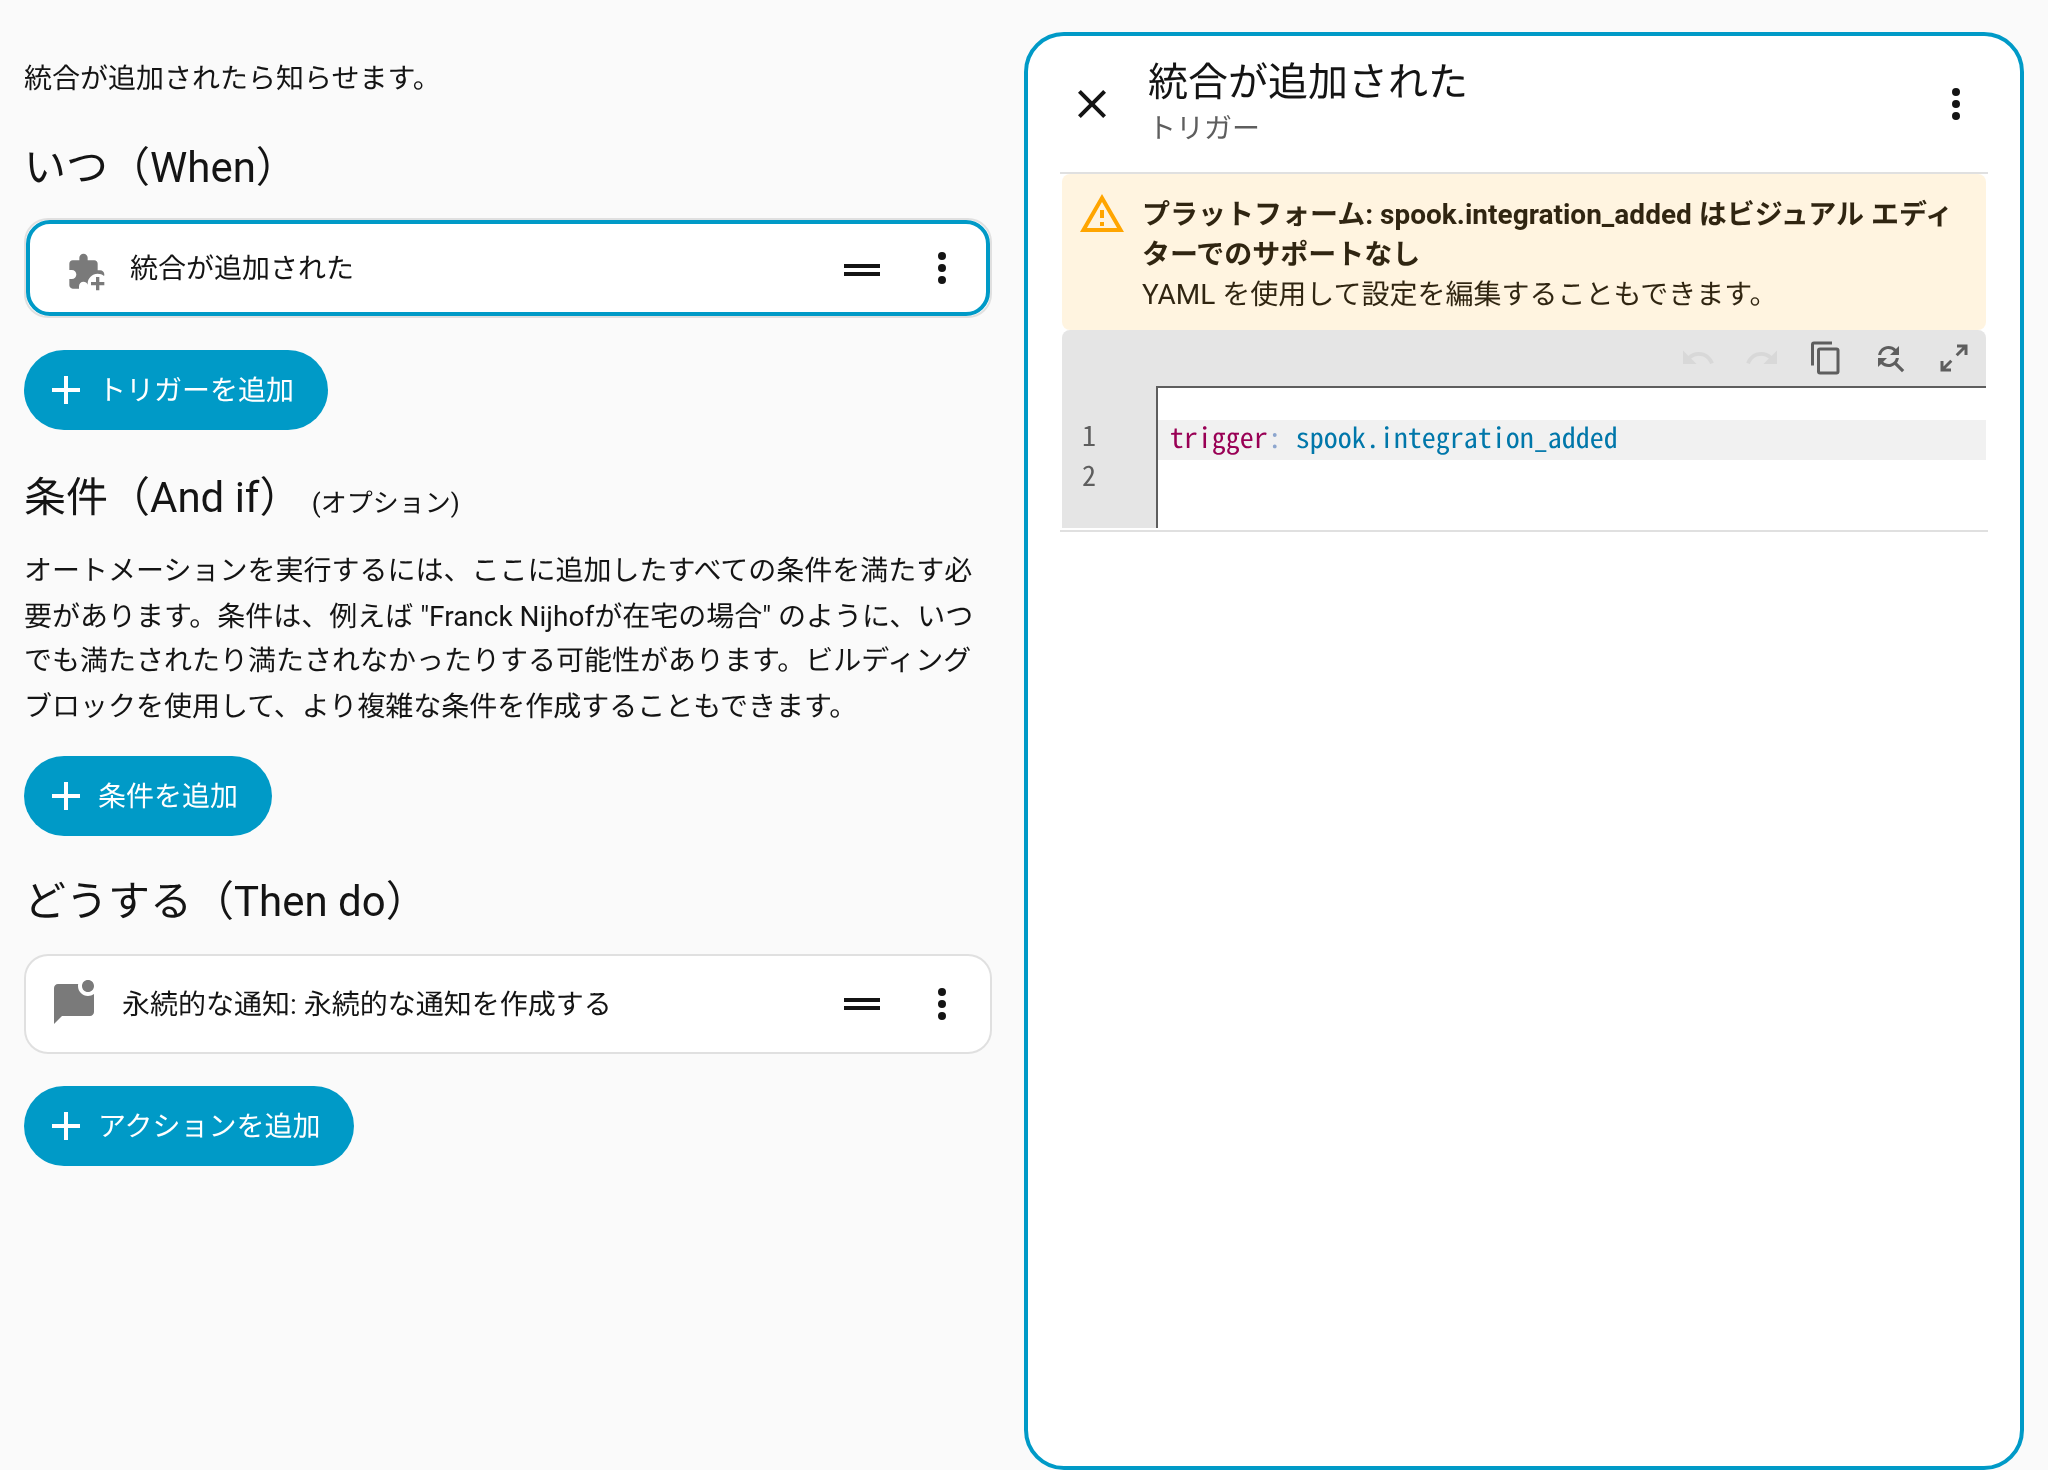 統合が追加されたら知らせます。
いつ（When）
統合が追加された
トリガーを追加
条件（And if） (オプション)
オートメーションを実行するには、ここに追加したすべての条件を満たす必
要があります。条件は、例えば "Franck Nijhofが在宅の場合" のように、いつ
でも満たされたり満たされなかったりする可能性があります。ビルディング
ブロックを使用して、より複雑な条件を作成することもできます。
条件を追加
どうする（Then do）
永続的な通知: 永続的な通知を作成する
アクションを追加
統合が追加された
トリガー
プラットフォーム: spook.integration_added はビジュアル エディ
ターでのサポートなし
YAML を使用して設定を編集することもできます。
1 trigger: spook.integration_added
2